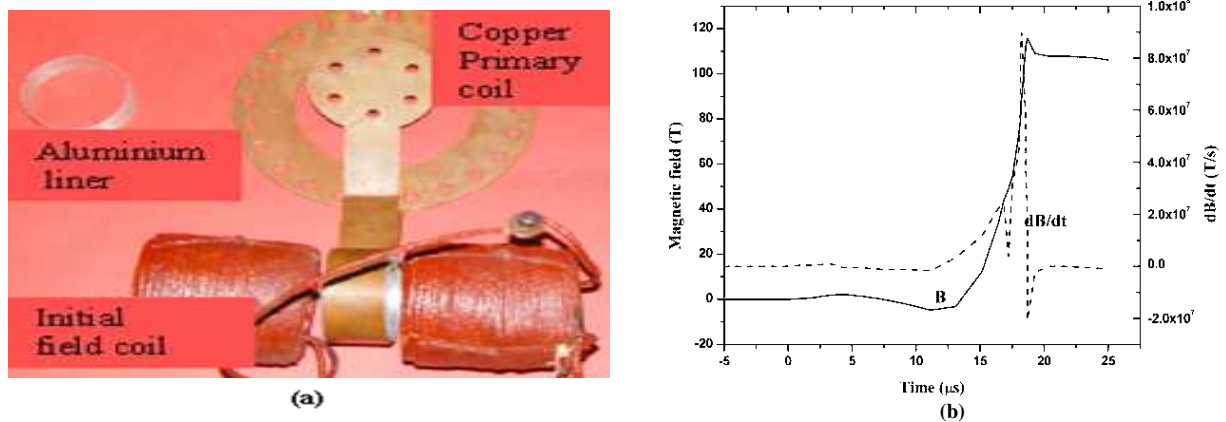 Copper
Primary
coil
Aluminium
liner
Initial
field coil
(a)
120
100
80
60
40
20
0
-20
Magnetic field (T)
-5
0
5
10
15
20
25
Time (μs)
1.0x10⁸
8.0x10⁷
6.0x10⁷
4.0x10⁷
2.0x10⁷
0.0
-2.0x10⁷
dB/dt (T/s)
B
dB/dt
(b)